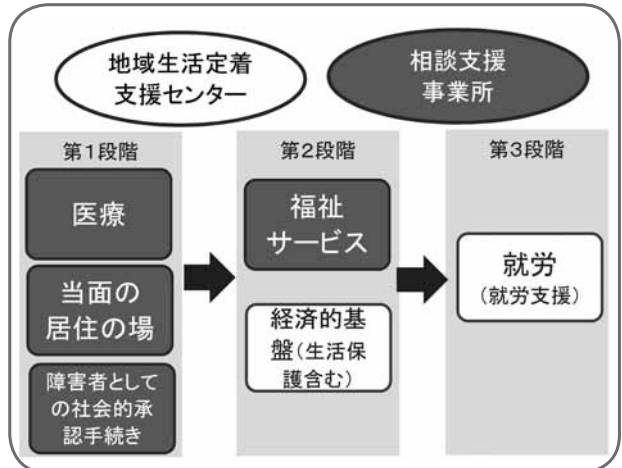 地域生活定着
支援センター
相談支援
事業所
第1段階
医療
当面の
居住の場
障害者として
の社会的承
認手続き
第2段階
福祉
サービス
経済的基
盤(生活保
護含む)
第3段階
就労
(就労支援)